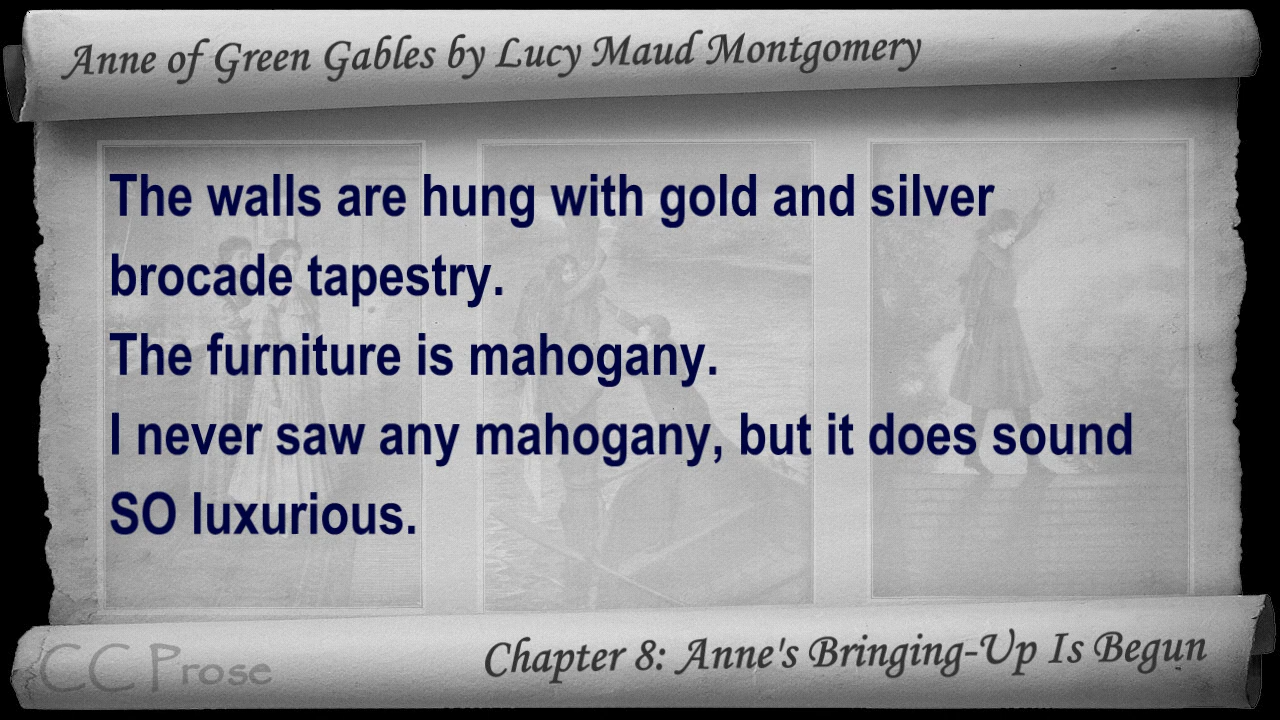 Anne of Green Gables by Lucy Maud Montgomery
The walls are hung with gold and silver
brocade tapestry.
The furniture is mahogany.
I never saw any mahogany, but it does sound
SO luxurious.
CC Prose
Chapter 8: Anne's Bringing-Up Is Begun